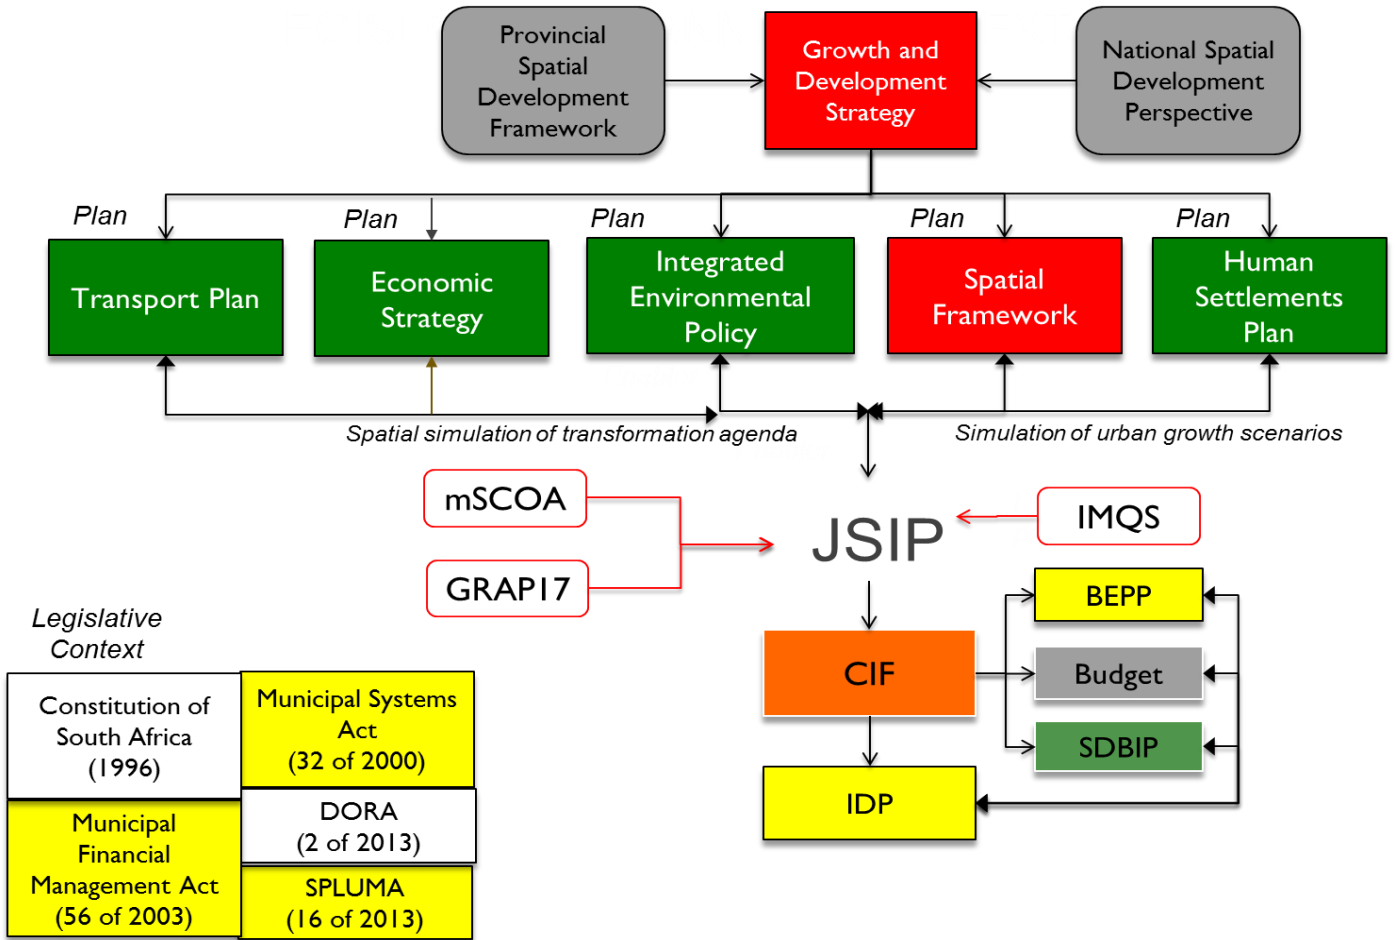 Provincial
Spatial
Development
Framework
Growth and
Development
Strategy
National Spatial
Development
Perspective
Plan
Plan
Plan
Plan
Plan
Transport Plan
Economic
Strategy
Integrated
Environmental
Policy
Spatial
Framework
Human
Settlements
Plan
Spatial simulation of transformation agenda
Simulation of urban growth scenarios
mSCOA
GRAP17
JSIP
IMQS
BEPP
CIF
Budget
SDBIP
IDP
Legislative
Context
Constitution of
South Africa
(1996)
Municipal Systems
Act
(32 of 2000)
Municipal
Financial
Management Act
(56 of 2003)
DORA
(2 of 2013)
SPLUMA
(16 of 2013)